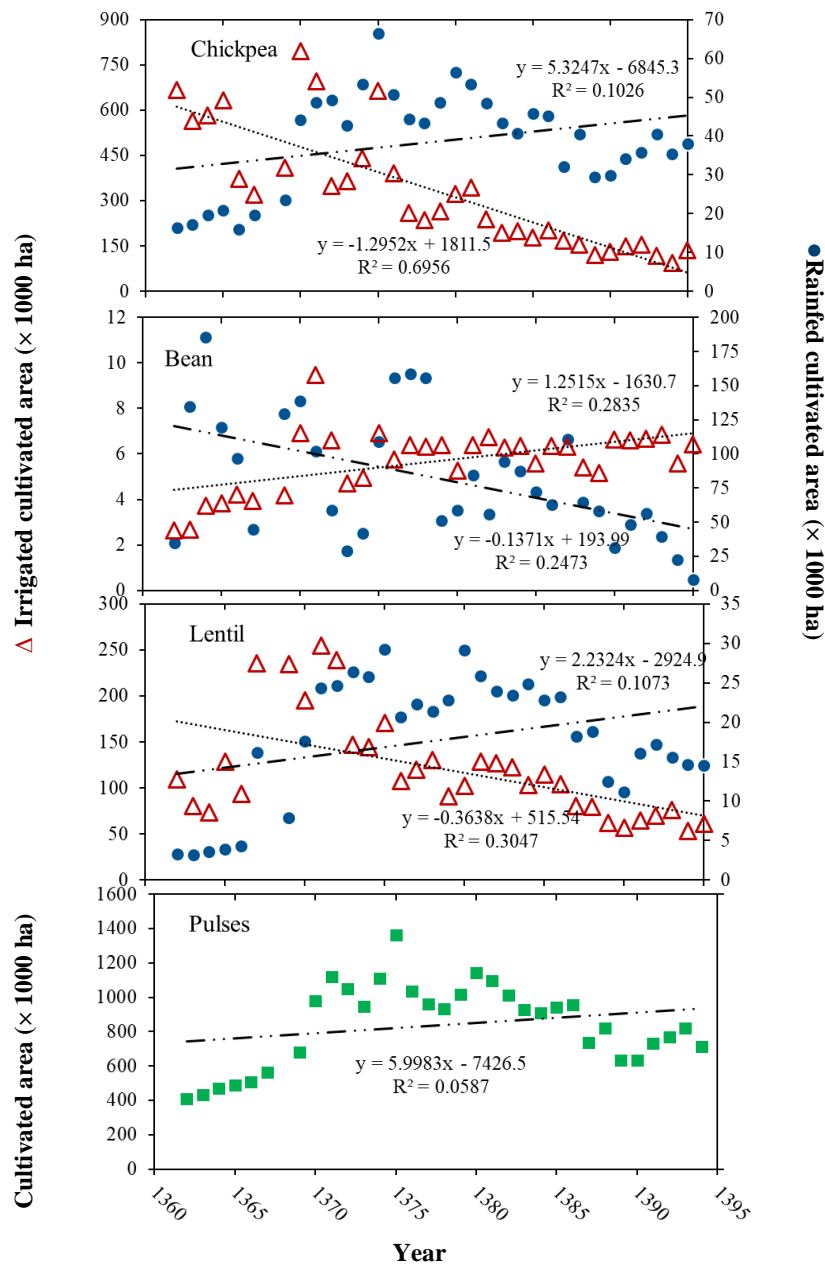 900
750
600
450
300
150
0
Chickpea
y = 5.3247x - 6845.3
R² = 0.1026
y = -1.2952x + 1811.5
R² = 0.6956
70
60
50
40
30
20
10
0
12
10
8
6
4
2
0
Bean
y = 1.2515x - 1630.7
R² = 0.2835
y = -0.1371x + 193.99
R² = 0.2473
200
175
150
125
100
75
50
25
0
300
250
200
150
100
50
0
Lentil
y = 2.2324x - 2924.9
R² = 0.1073
y = -0.3638x + 515.54
R² = 0.3047
35
30
25
20
15
10
5
0
1600
1400
1200
1000
800
600
400
200
0
Pulses
y = 5.9983x - 7426.5
R² = 0.0587
1360
1365
1370
1375
1380
1385
1390
1395
Year
Δ Irrigated cultivated area (× 1000 ha)
Cultivated area (× 1000 ha)
●Rainfed cultivated area (× 1000 ha)